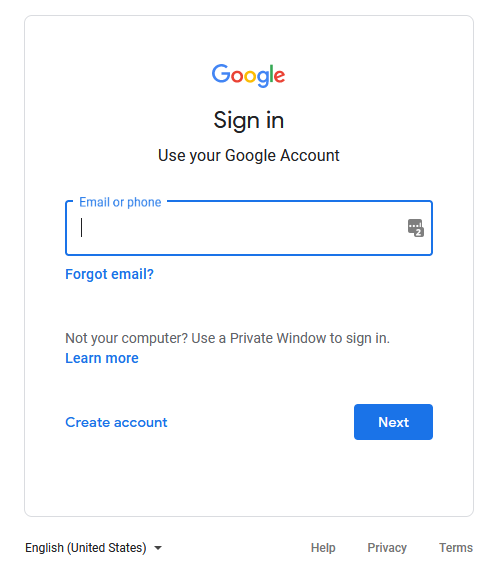 Google
Sign in
Use your Google Account
Email or phone
2
Forgot email?
Not your computer? Use a Private Window to sign in.
Learn more
Create account
Next
English (United States)
Help
Privacy
Terms